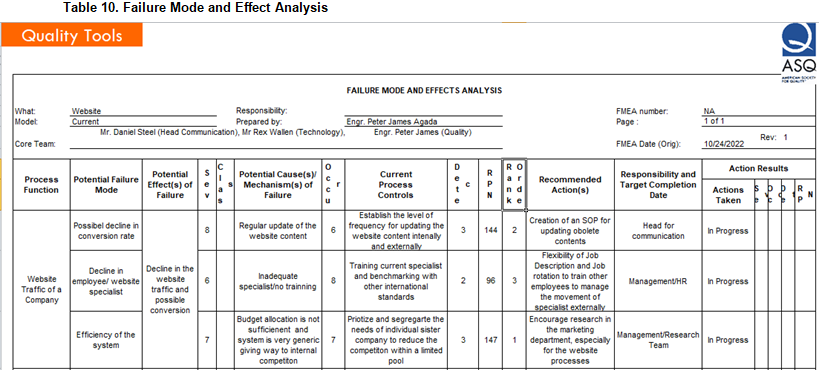 Table 10. Failure Mode and Effect Analysis
Quality Tools
ASQ
AMERICAN SOCIETY
FOR QUALITY
FAILURE MODE AND EFFECTS ANALYSIS
What: Website Responsibility: FMEA number: NA
Model: Current Prepared by: Engr. Peter James Agada Page : 1 of 1
Core Team: Mr. Daniel Steel (Head Communication), Mr Rex Wallen (Technology), Engr. Peter James (Quality) FMEA Date (Orig): 10/24/2022 Rev: 1
Process Function
Potential Failure Mode
Potential Effect(s) of Failure
Sev
Class
Potential Cause(s)/ Mechanism(s) of Failure
Occur
Current Process Controls
Detec
RPN
Rank Orde
Recommended Action(s)
Responsibility and Target Completion Date
Action Results
Actions Taken
Se v
Oc c
De t
RP N
Website Traffic of a Company
Possibel decline in conversion rate
Decline in the website traffic and possible conversion
8
Regular update of the website content
6
Establish the level of frequency for updating the website content intenally and externally
3
144
2
Creation of an SOP for updating obolete contents
Head for communication
In Progress
Decline in employee/ website specialist
6
Inadequate specialist/no trainning
8
Training current specialist and benchmarking with other international standards
2
96
3
Flexibility of Job Description and Job rotation to train other employees to manage the movement of specialist externally
Management/HR
In Progress
Efficiency of the system
7
Budget allocation is not sufficienent and system is very generic giving way to internal competiton
7
Priotize and segregarte the needs of individual sister company to reduce the competiton within a limited pool
3
147
1
Encourage research in the marketing department, especially for the website processes
Management/Research Team
In Progress